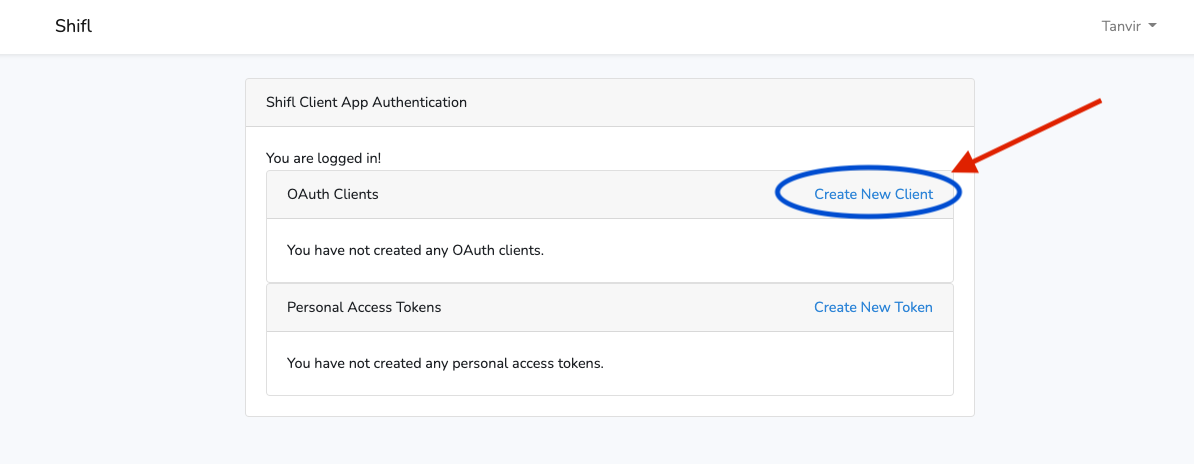 Shifl
Tanvir
Shifl Client App Authentication
You are logged in!
OAuth Clients
Create New Client
You have not created any OAuth clients.
Personal Access Tokens
Create New Token
You have not created any personal access tokens.